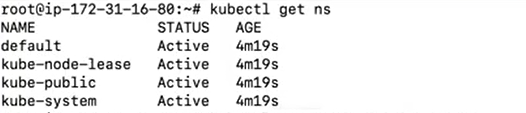 root@ip-172-31-16-80:~# kubectl get ns
NAME STATUS AGE
default Active 4m19s
kube-node-lease Active 4m19s
kube-public Active 4m19s
kube-system Active 4m19s